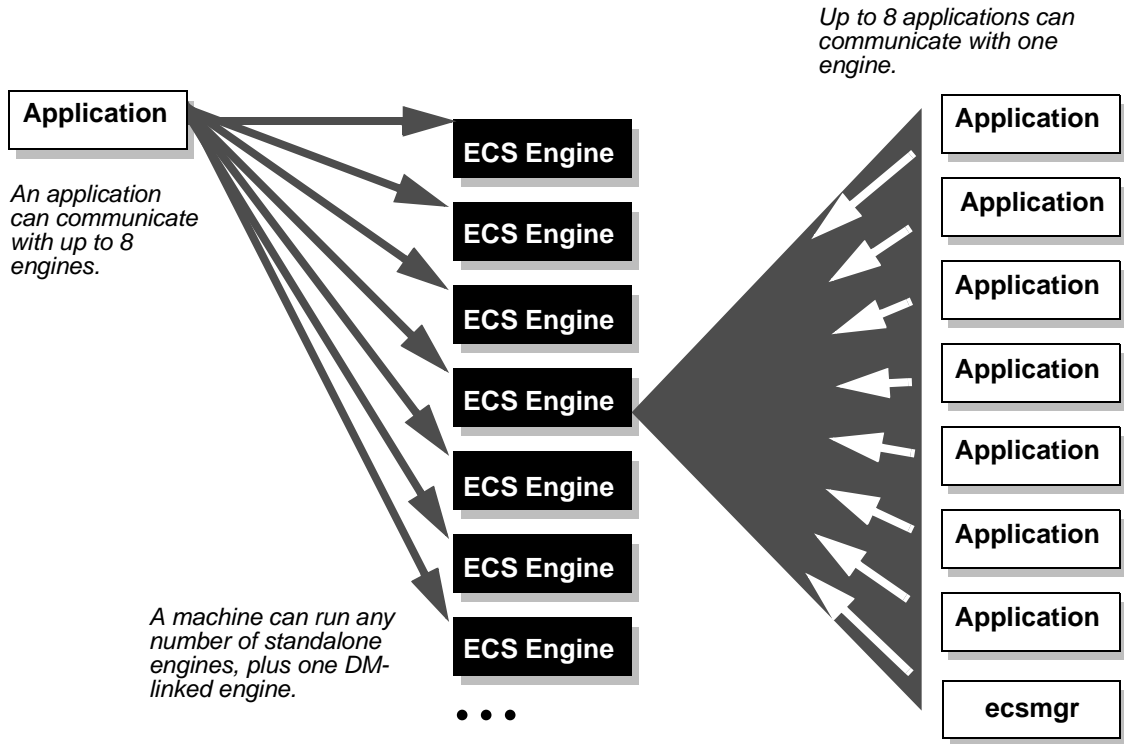 Up to 8 applications can
communicate with one
engine.
Application
An application
can communicate
with up to 8
engines.
ECS Engine
ECS Engine
ECS Engine
ECS Engine
ECS Engine
ECS Engine
ECS Engine
A machine can run any
number of standalone
engines, plus one DM-
linked engine.
• • •
Application
Application
Application
Application
Application
Application
Application
ecsmgr